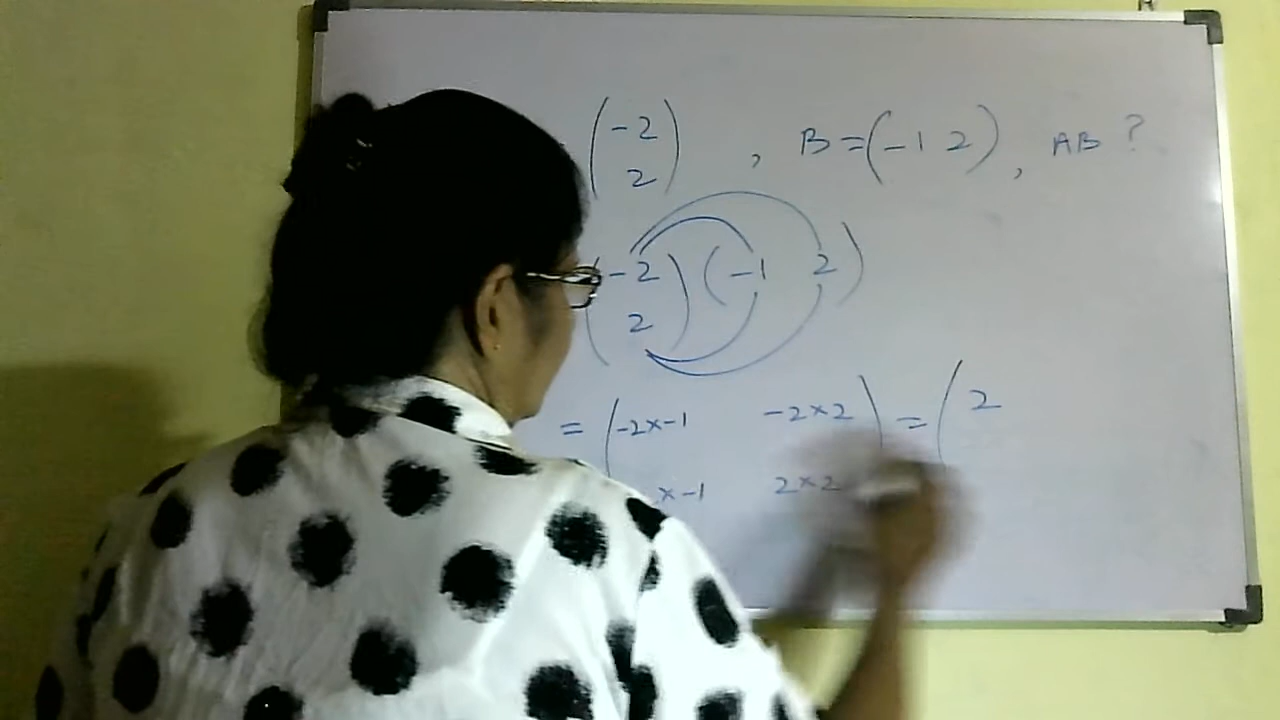 (-2 2) , B = (-1 2) , AB ?
(-2 2) (-1 2)
= (-2×-1 -2×2) = (2
×-1 2×2